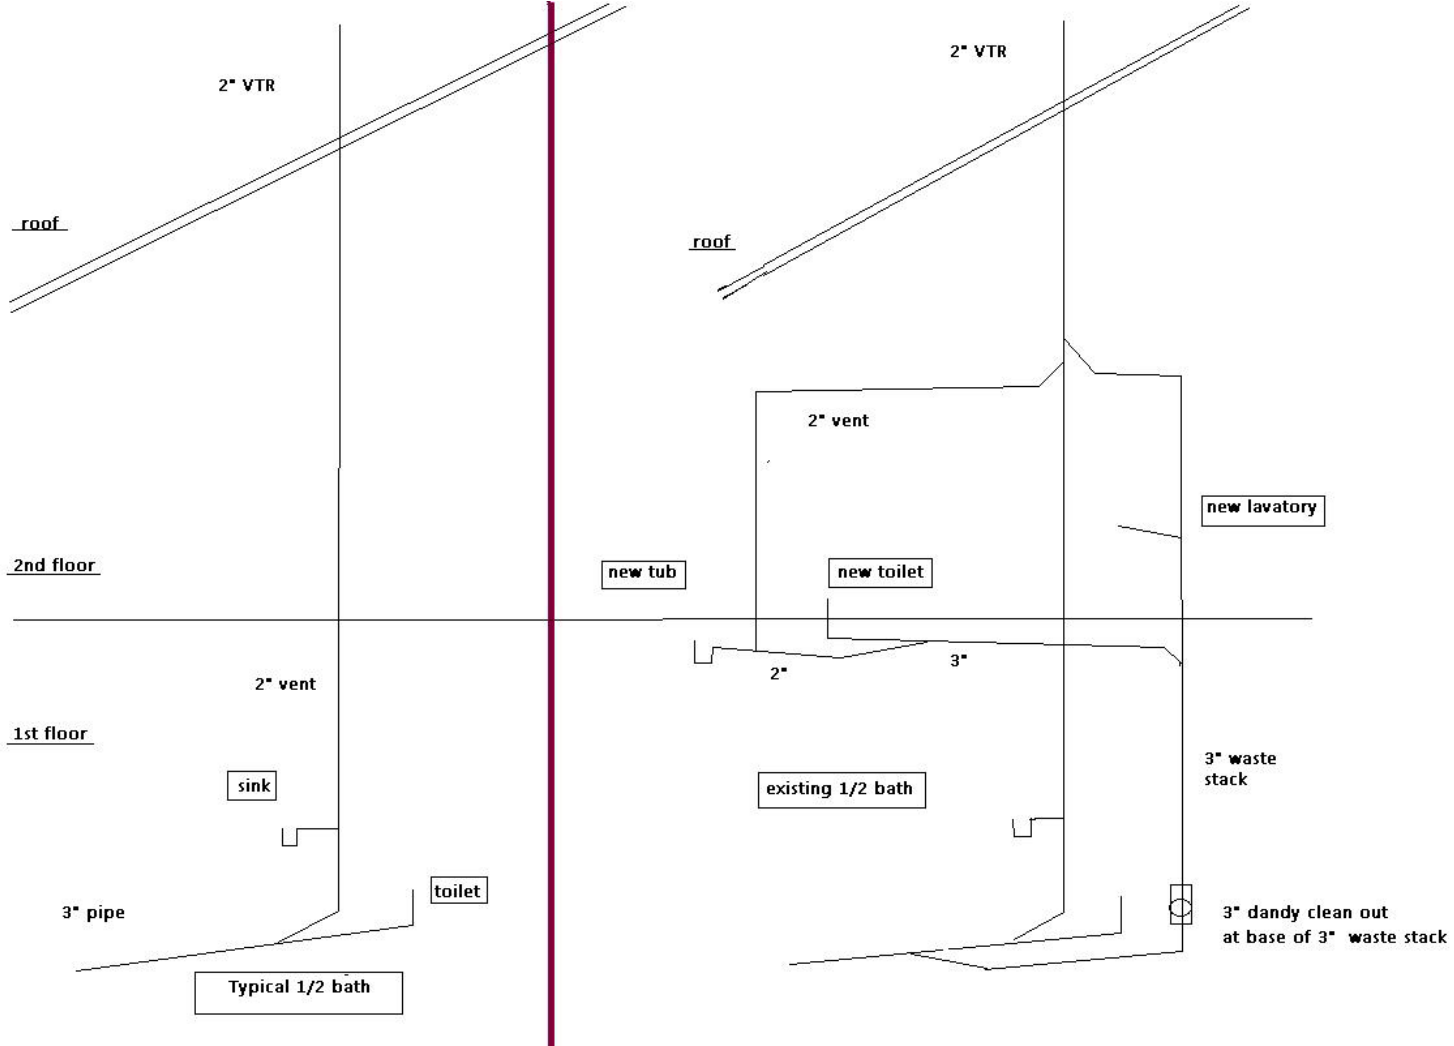 2" VTR
roof
2nd floor
2" vent
1st floor
sink
toilet
3" pipe
Typical 1/2 bath
2" VTR
roof
2" vent
new lavatory
new tub
new toilet
2"
3"
existing 1/2 bath
3" waste
stack
3" dandy clean out
at base of 3" waste stack